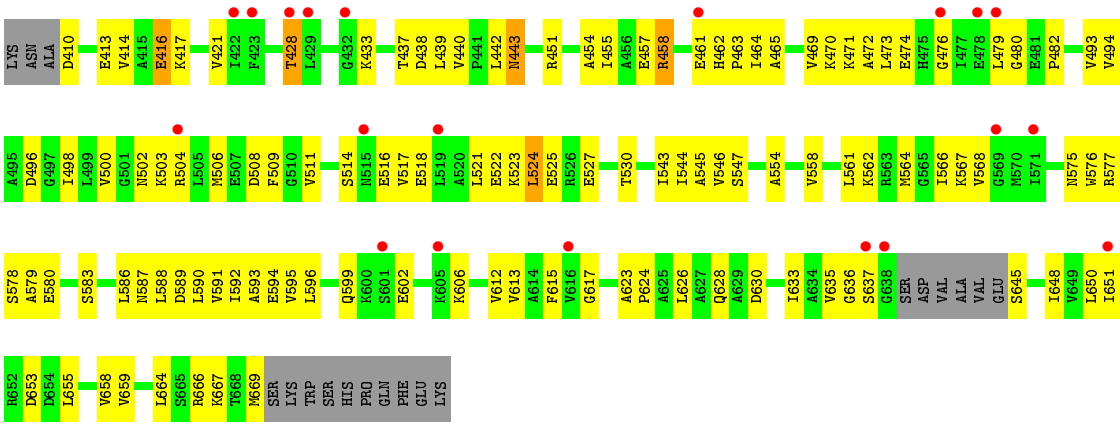 LYS ASN ALA D410 E413 V414 A415 E416 K417 V421 I422 F423 T428 L429 G432 K433 T437 D438 L439 V440 P441 L442 N443 R451 A454 I455 A456 E457 R458 E461 H462 P463 I464 A465 V469 K470 K471 A472 L473 E474 H475 G476 I477 E478 L479 G480 E481 P482 V493 V494
A495 D496 G497 I498 L499 V500 G501 N502 K503 R504 L505 M506 E507 D508 F509 G510 V511 S514 N515 E516 V517 E518 L519 A520 L521 E522 K523 L524 E525 R526 E527 T530 I543 I544 A545 V546 S547 A554 V558 L561 K562 R563 M564 G565 I566 K567 V568 G569 M570 I571 N575 W576 R577
S578 A579 E580 S583 L586 N587 L588 D589 L590 V591 I592 A593 E594 V595 L596 Q599 K600 S601 E602 K605 K606 V612 V613 A614 F615 V616 G617 A623 P624 A625 L626 A627 Q628 A629 D630 I633 A634 V635 G636 S637 G638 SER ASP VAL ALA VAL GLU S645 I648 V649 L650 I651
R652 D653 D654 L655 V658 V659 L664 S665 R666 K667 T668 M669 SER LYS TRP SER HIS PRO GLN PHE GLU LYS